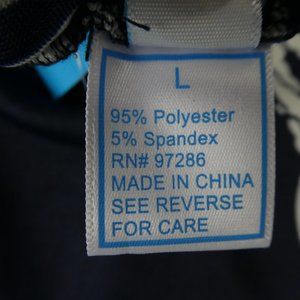 L
95% Polyester
5% Spandex
RN# 97286
MADE IN CHINA
SEE REVERSE
FOR CARE